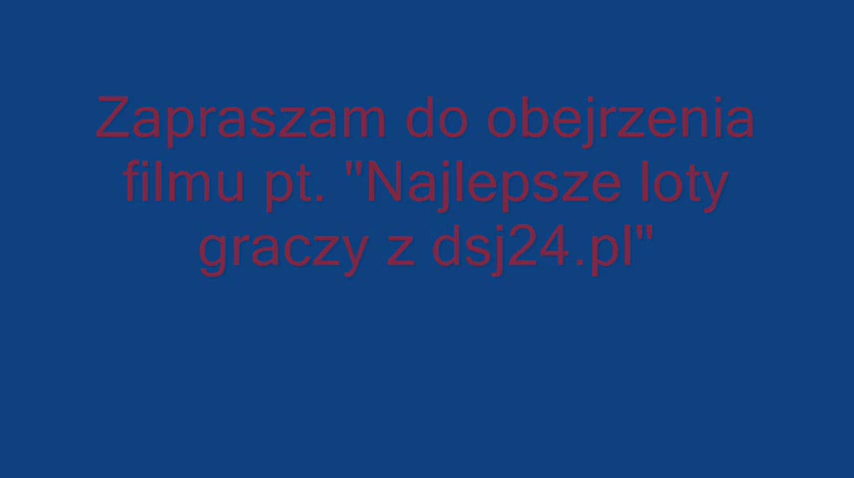 Zapraszam do obejrzenia
filmu pt. "Najlepsze loty
graczy z dsj24.pl"